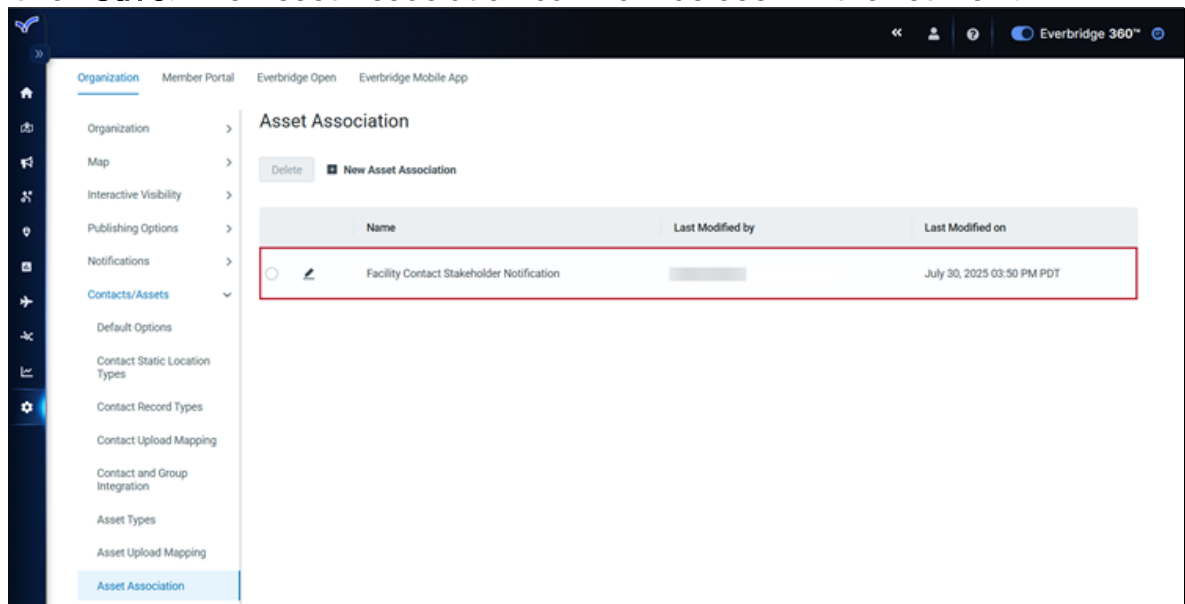 Everbridge 360™
Organization Member Portal Everbridge Open Everbridge Mobile App
Organization
Map
Interactive Visibility
Publishing Options
Notifications
Contacts/Assets
Default Options
Contact Static Location
Types
Contact Record Types
Contact Upload Mapping
Contact and Group
Integration
Asset Types
Asset Upload Mapping
Asset Association
Asset Association
Delete New Asset Association
Name Last Modified by Last Modified on
Facility Contact Stakeholder Notification July 30, 2025 03:50 PM PDT